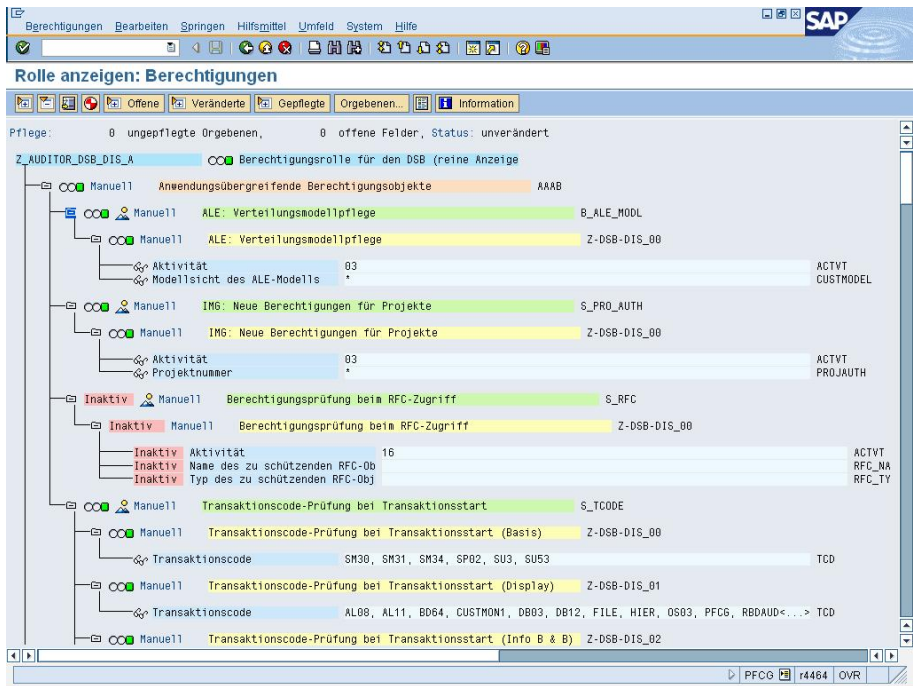 Berechtigungen Bearbeiten Springen Hilfsmittel Umfeld System Hilfe
SAP
Rolle anzeigen: Berechtigungen
Offene Veränderte Gepflegte Orgebenen... Information
Pflege: 0 ungepflegte Orgebenen, 0 offene Felder, Status: unverändert
Z_AUDITOR_DSB_DIS_A Berechtigungsrolle für den DSB (reine Anzeige
Manuell Anwendungsübergreifende Berechtigungsobjekte AAAB
Manuell ALE: Verteilungsmodellpflege B_ALE_MODL
Manuell ALE: Verteilungsmodellpflege Z-DSB-DIS_00
Aktivität 03 ACTVT
Modellsicht des ALE-Modells * CUSTMODEL
Manuell IMG: Neue Berechtigungen für Projekte S_PRO_AUTH
Manuell IMG: Neue Berechtigungen für Projekte Z-DSB-DIS_00
Aktivität 03 ACTVT
Projektnummer * PROJAUTH
Inaktiv Manuell Berechtigungsprüfung beim RFC-Zugriff S_RFC
Inaktiv Manuell Berechtigungsprüfung beim RFC-Zugriff Z-DSB-DIS_00
Inaktiv Aktivität 16 ACTVT
Inaktiv Name des zu schützenden RFC-Ob RFC_NA
Inaktiv Typ des zu schützenden RFC-Obj RFC_TY
Manuell Transaktionscode-Prüfung bei Transaktionsstart S_TCODE
Manuell Transaktionscode-Prüfung bei Transaktionsstart (Basis) Z-DSB-DIS_00
Transaktionscode SM30, SM31, SM34, SP02, SU3, SU53 TCD
Manuell Transaktionscode-Prüfung bei Transaktionsstart (Display) Z-DSB-DIS_01
Transaktionscode AL08, AL11, BD64, CUSTMON1, DB03, DB12, FILE, HIER, OS03, PFCG, RBDAUD<...> TCD
Manuell Transaktionscode-Prüfung bei Transaktionsstart (Info B & B) Z-DSB-DIS_02
PFCG r4464 OVR